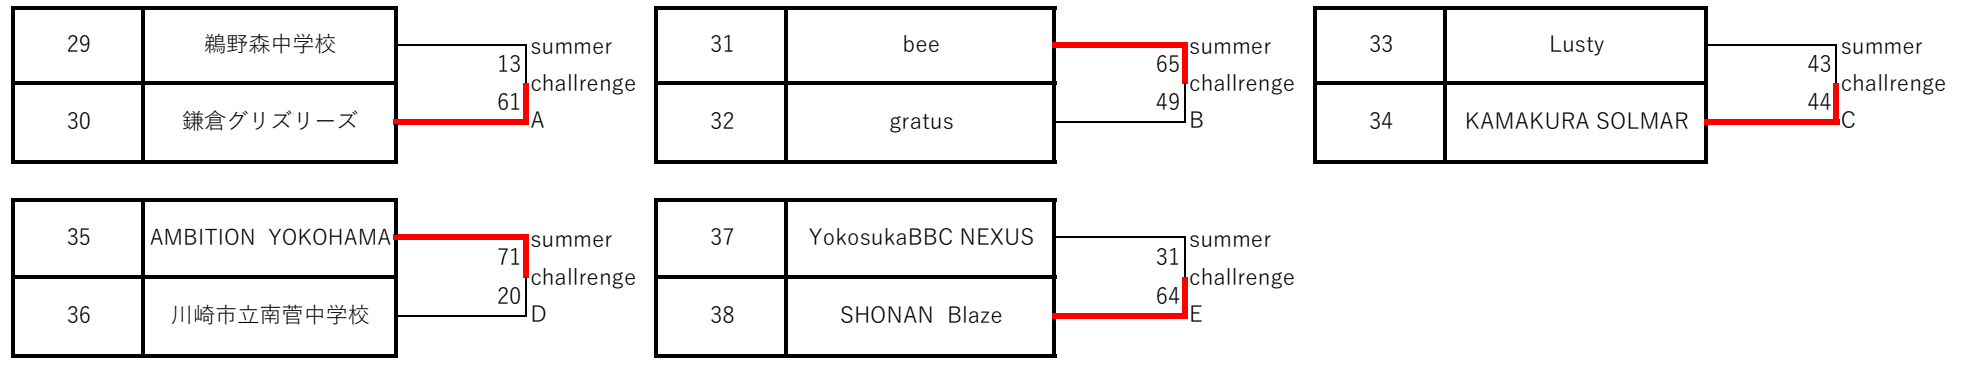 29 鵜野森中学校 13 summer
challrenge
30 鎌倉グリズリーズ 61 A
31 bee 65 summer
challrenge
32 gratus 49 B
33 Lusty 43 summer
challrenge
34 KAMAKURA SOLMAR 44 C
35 AMBITION YOKOHAMA 71 summer
challrenge
36 川崎市立南菅中学校 20 D
37 YokosukaBBC NEXUS 31 summer
challrenge
38 SHONAN Blaze 64 E